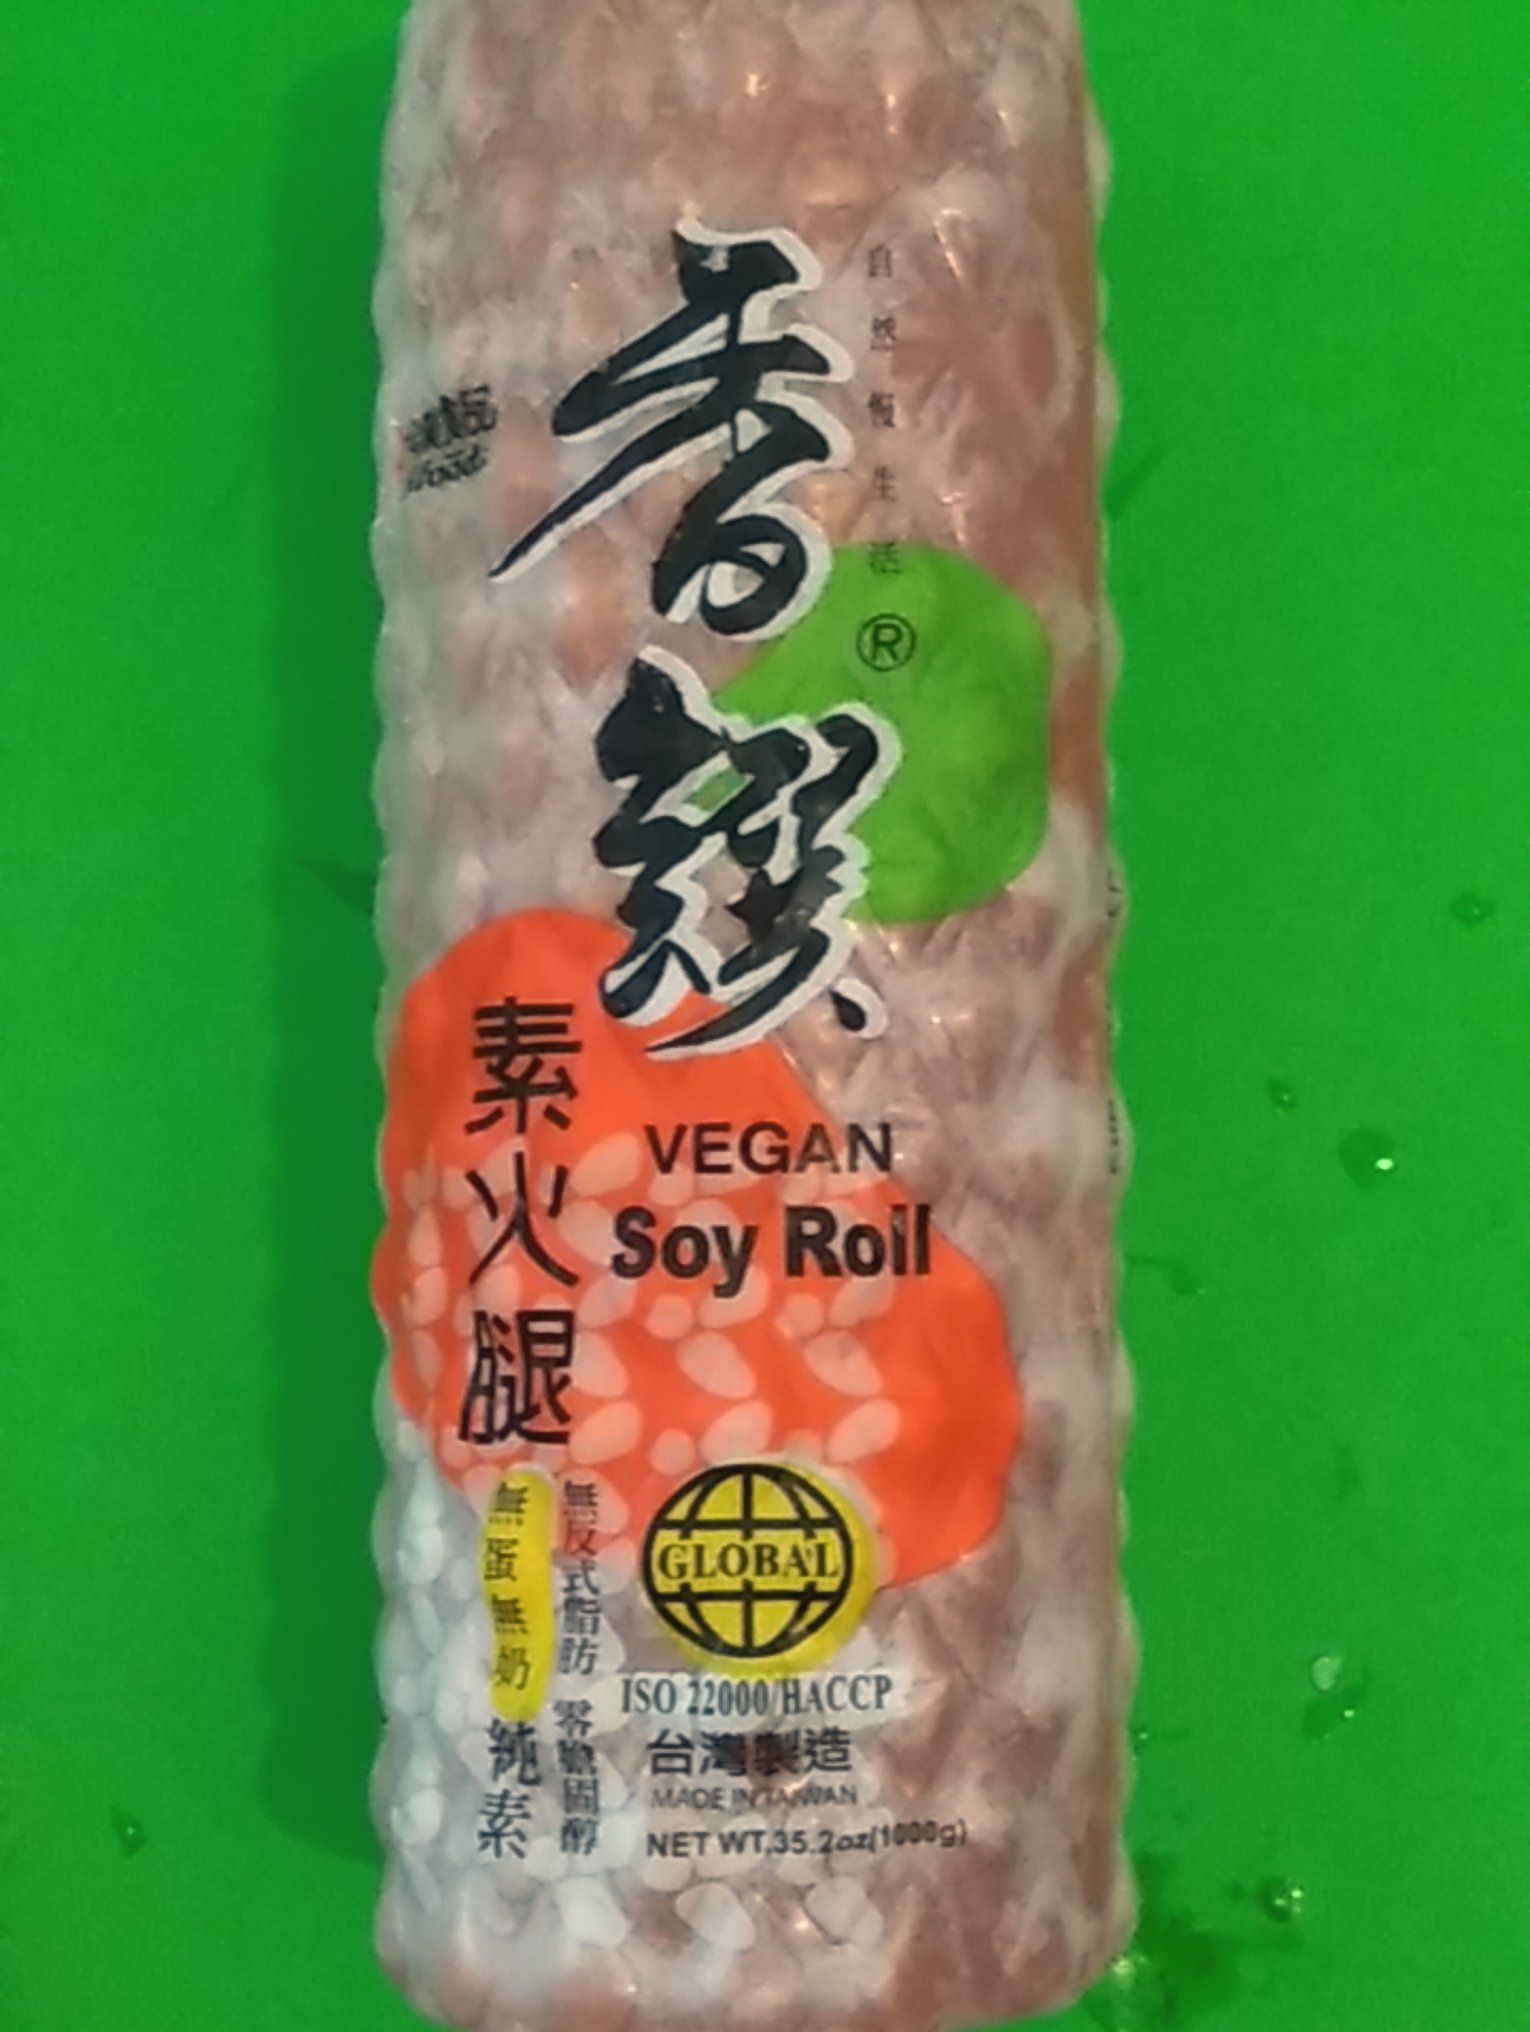 香饌
自然慢生活
®
素火腿
VEGAN
Soy Roll
無蛋無奶
純素
無反式脂肪 零膽固醇
GLOBAL
ISO 22000/HACCP
台灣製造
MADE IN TAIWAN
NET WT.35.2oz(1000g)